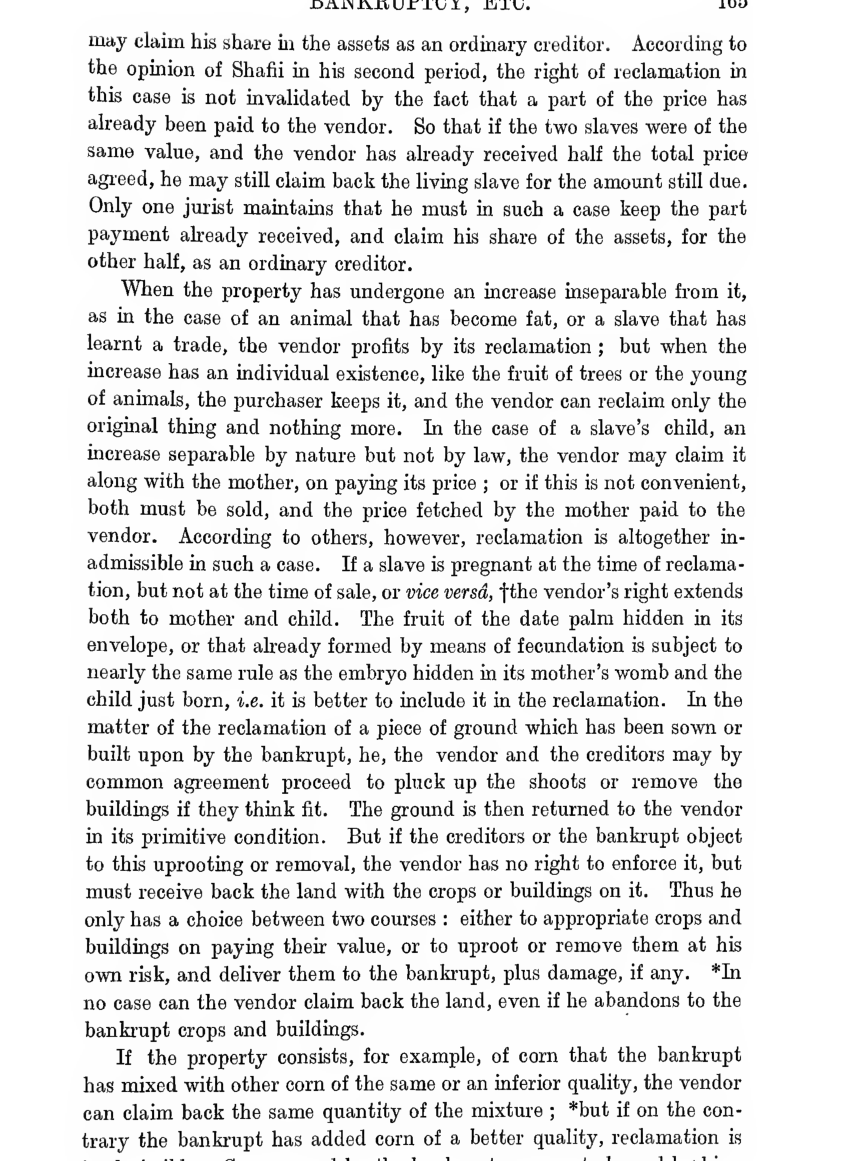 BANKRUPTCY, ETC. 165
may claim his share in the assets as an ordinary creditor. According to
the opinion of Shafii in his second period, the right of reclamation in
this case is not invalidated by the fact that a part of the price has
already been paid to the vendor. So that if the two slaves were of the
same value, and the vendor has already received half the total price
agreed, he may still claim back the living slave for the amount still due.
Only one jurist maintains that he must in such a case keep the part
payment already received, and claim his share of the assets, for the
other half, as an ordinary creditor.
When the property has undergone an increase inseparable from it,
as in the case of an animal that has become fat, or a slave that has
learnt a trade, the vendor profits by its reclamation ; but when the
increase has an individual existence, like the fruit of trees or the young
of animals, the purchaser keeps it, and the vendor can reclaim only the
original thing and nothing more. In the case of a slave's child, an
increase separable by nature but not by law, the vendor may claim it
along with the mother, on paying its price ; or if this is not convenient,
both must be sold, and the price fetched by the mother paid to the
vendor. According to others, however, reclamation is altogether in-
admissible in such a case. If a slave is pregnant at the time of reclama-
tion, but not at the time of sale, or vice versâ, †the vendor's right extends
both to mother and child. The fruit of the date palm hidden in its
envelope, or that already formed by means of fecundation is subject to
nearly the same rule as the embryo hidden in its mother's womb and the
child just born, i.e. it is better to include it in the reclamation. In the
matter of the reclamation of a piece of ground which has been sown or
built upon by the bankrupt, he, the vendor and the creditors may by
common agreement proceed to pluck up the shoots or remove the
buildings if they think fit. The ground is then returned to the vendor
in its primitive condition. But if the creditors or the bankrupt object
to this uprooting or removal, the vendor has no right to enforce it, but
must receive back the land with the crops or buildings on it. Thus he
only has a choice between two courses : either to appropriate crops and
buildings on paying their value, or to uproot or remove them at his
own risk, and deliver them to the bankrupt, plus damage, if any. *In
no case can the vendor claim back the land, even if he abandons to the
bankrupt crops and buildings.
If the property consists, for example, of corn that the bankrupt
has mixed with other corn of the same or an inferior quality, the vendor
can claim back the same quantity of the mixture ; *but if on the con-
trary the bankrupt has added corn of a better quality, reclamation is